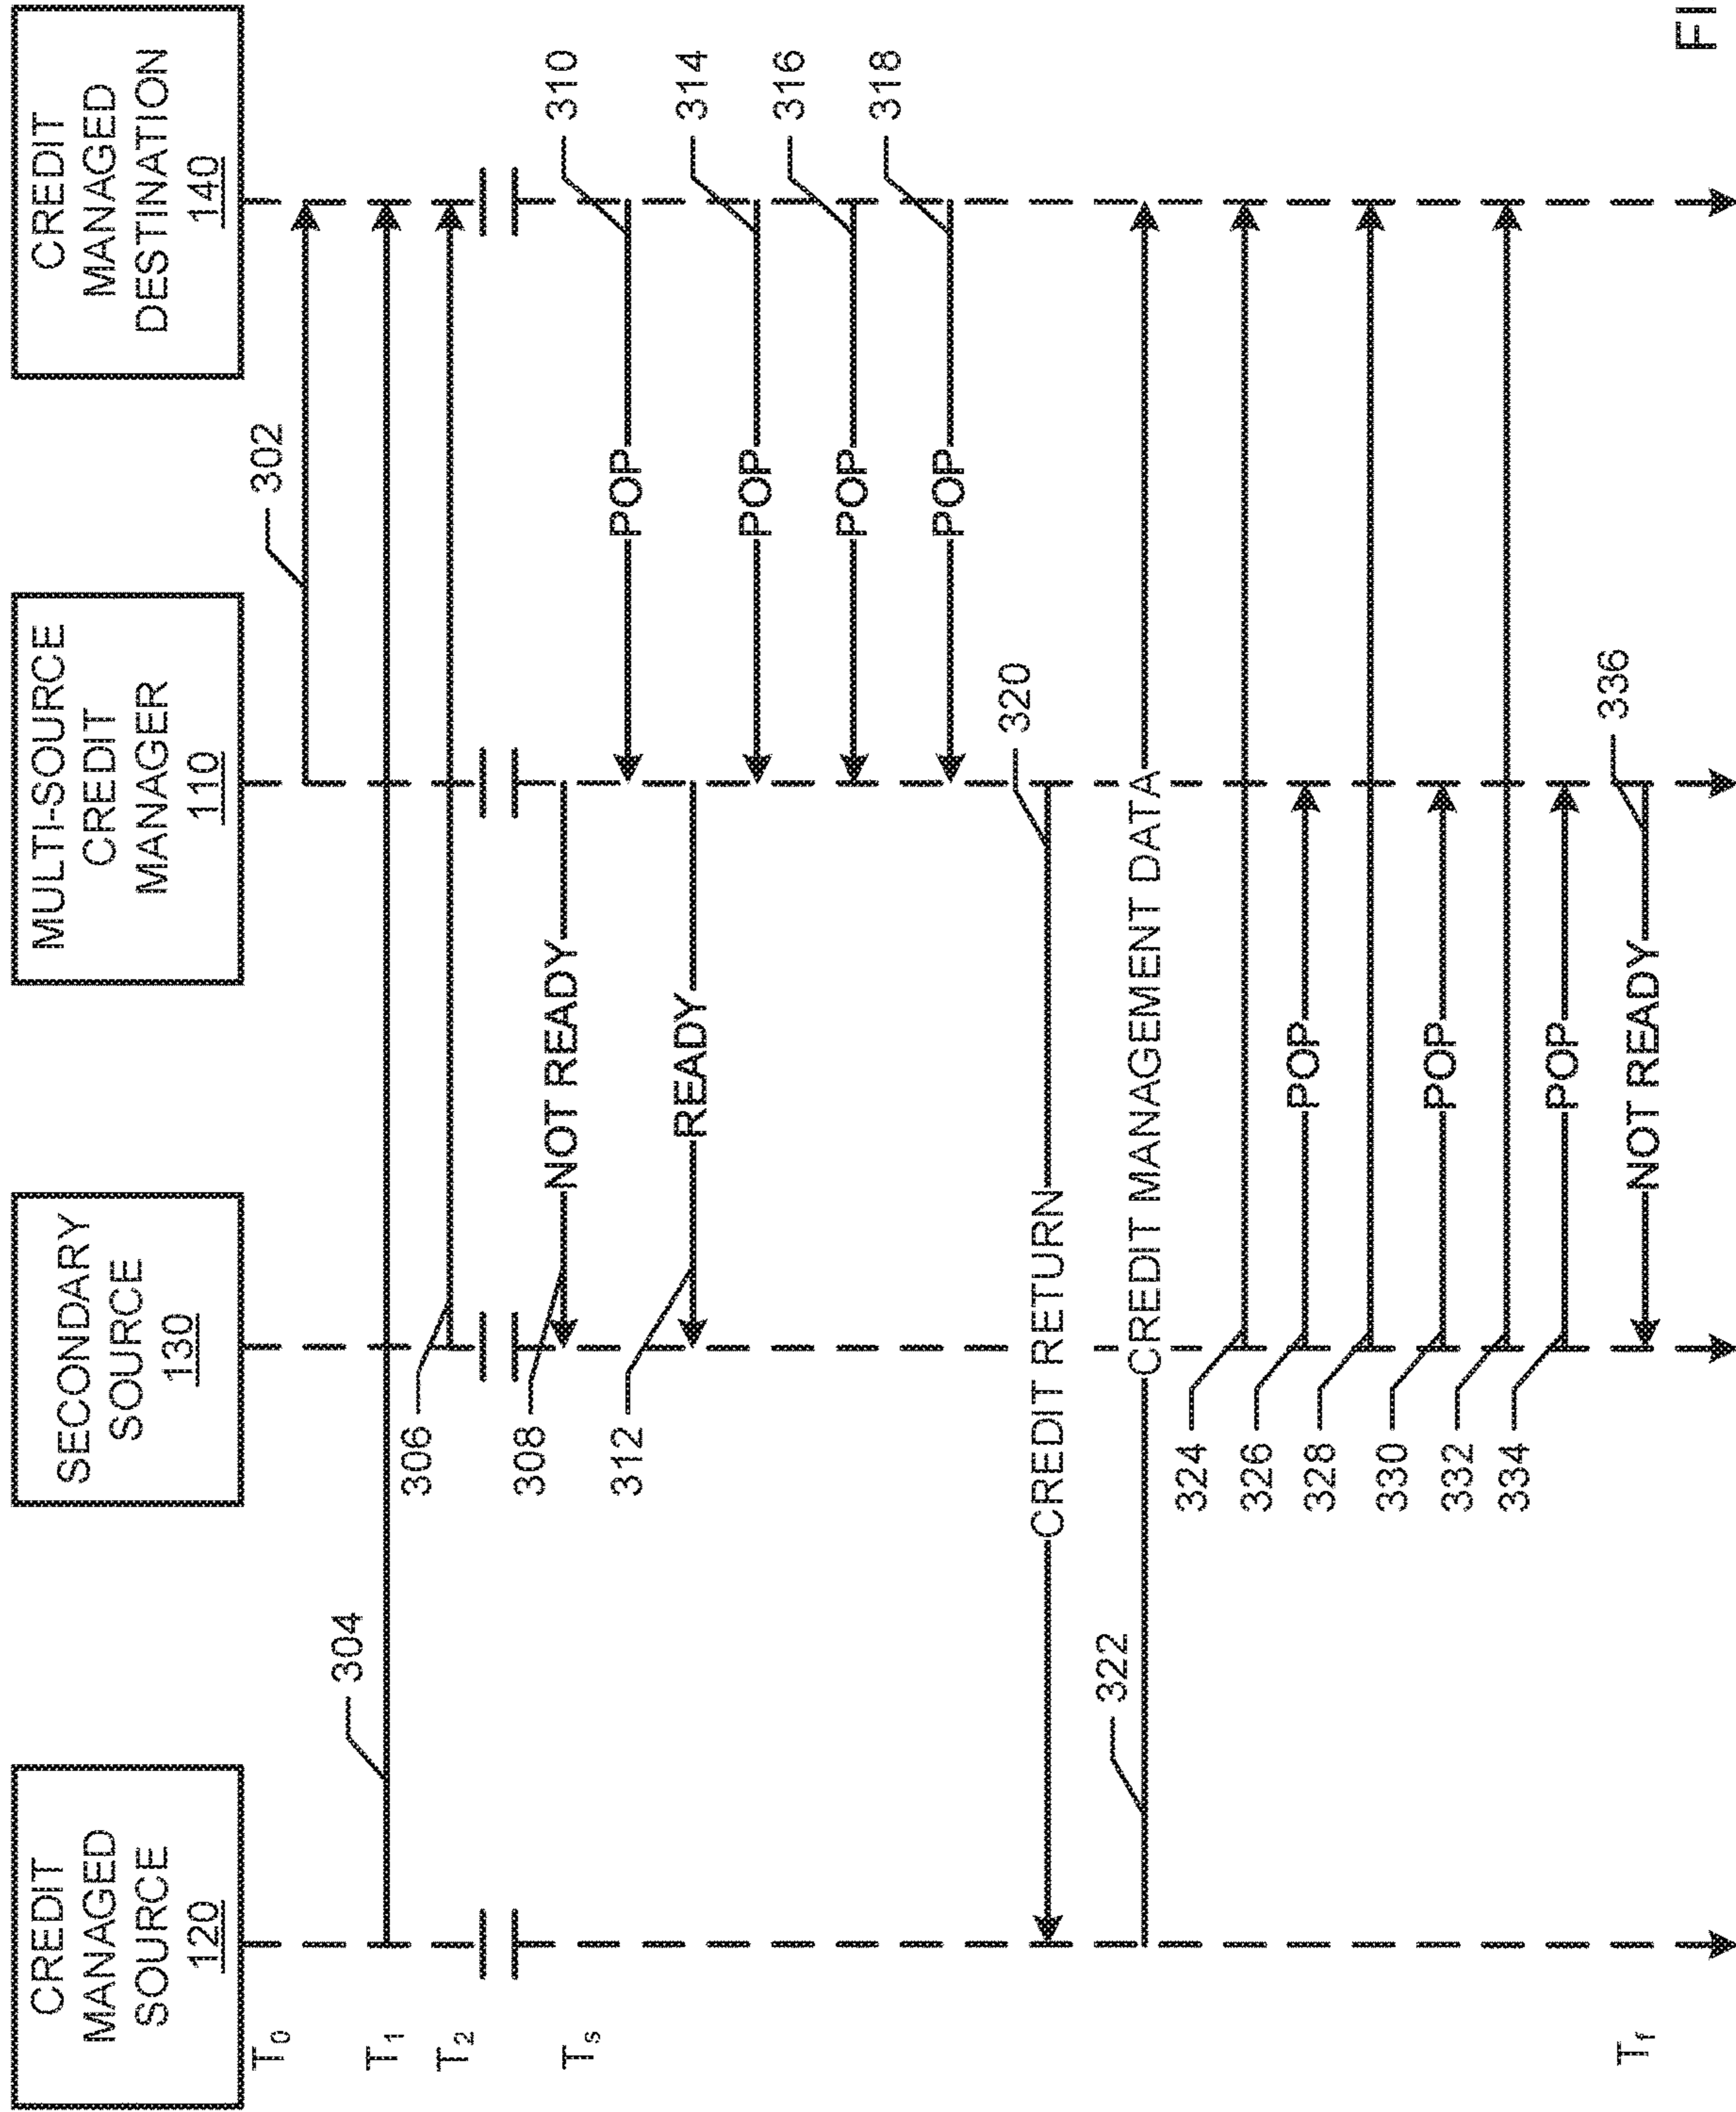 CREDIT
MANAGED
SOURCE
120
SECONDARY
SOURCE
130
MULTI-SOURCE
CREDIT
MANAGER
110
CREDIT
MANAGED
DESTINATION
140
T0
302
T1
304
T2
306
Ts
308
NOT READY
310
POP
312
READY
314
POP
316
POP
318
POP
320
CREDIT RETURN
322
CREDIT MANAGEMENT DATA
324
326
POP
328
330
POP
332
334
POP
336
NOT READY
Tf
FI